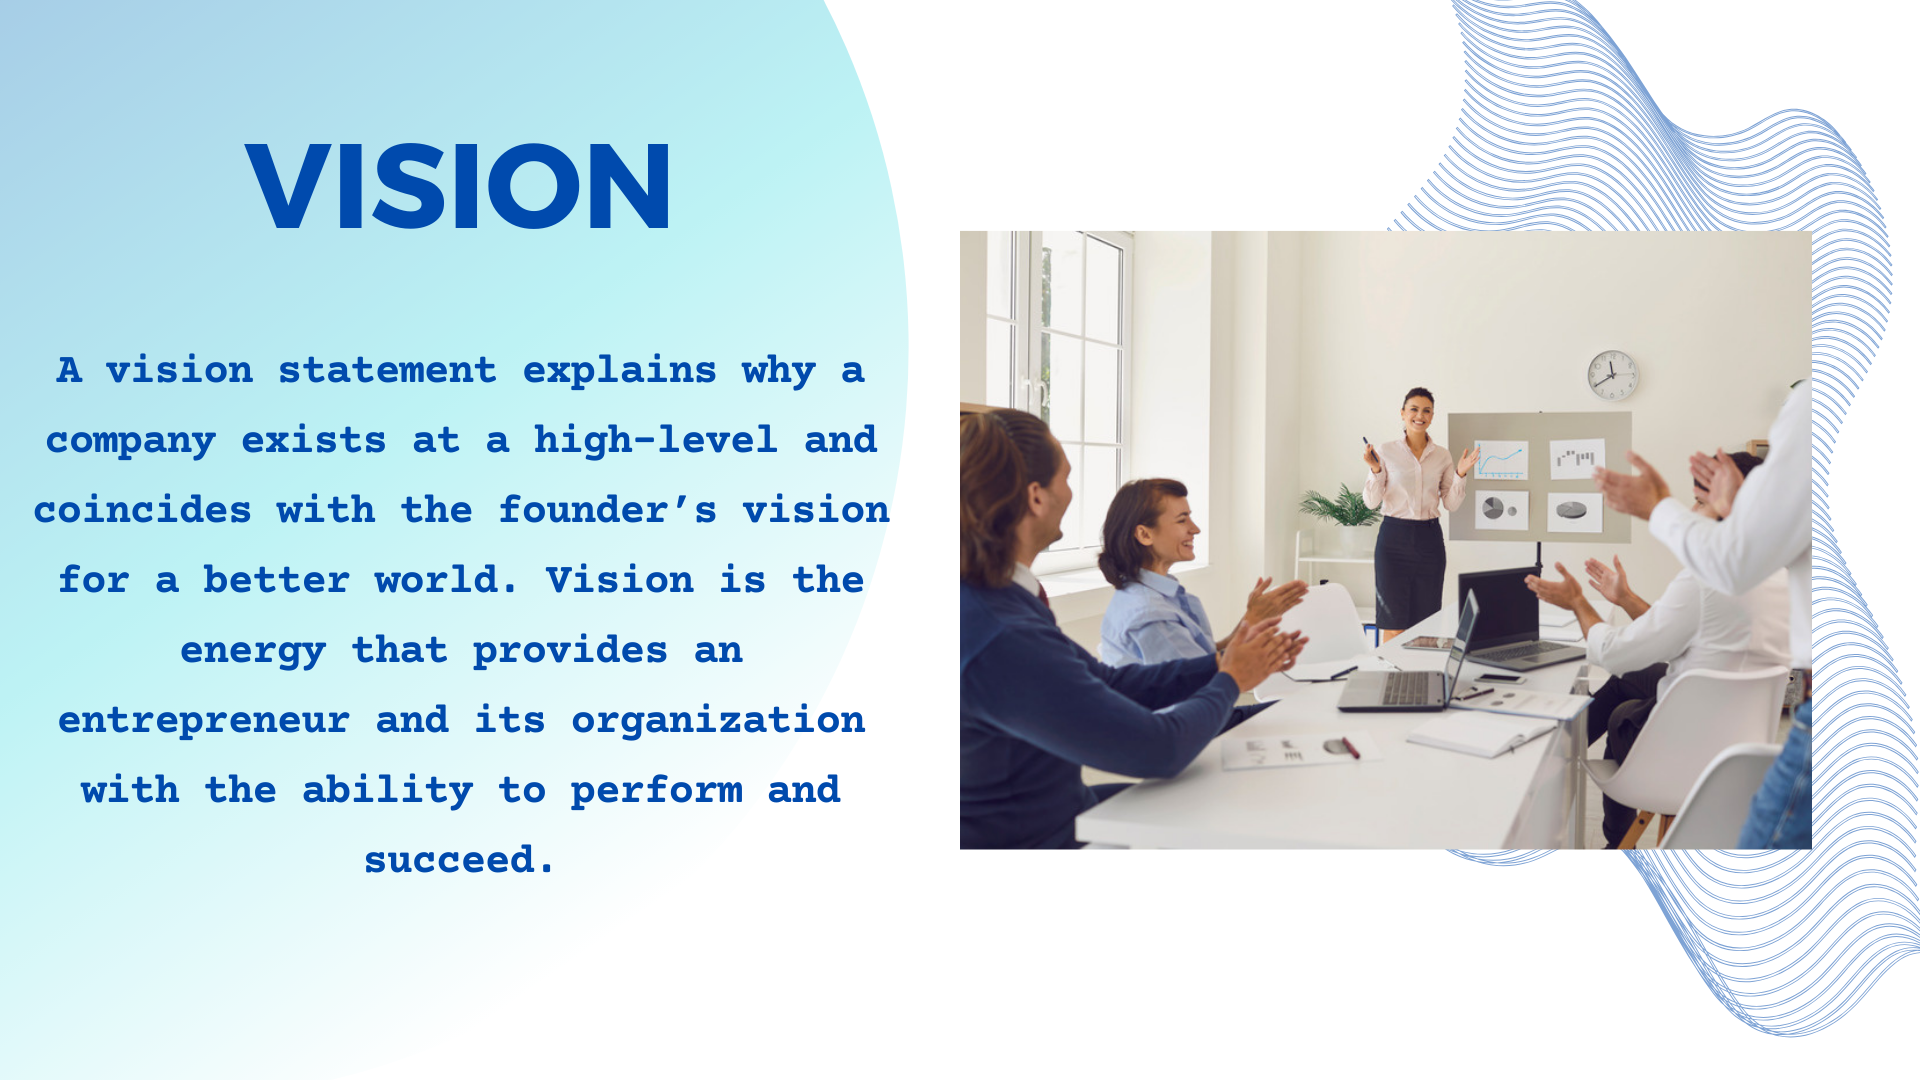 VISION
A vision statement explains why a
company exists at a high-level and
coincides with the founder’s vision
for a better world. Vision is the
energy that provides an
entrepreneur and its organization
with the ability to perform and
succeed.